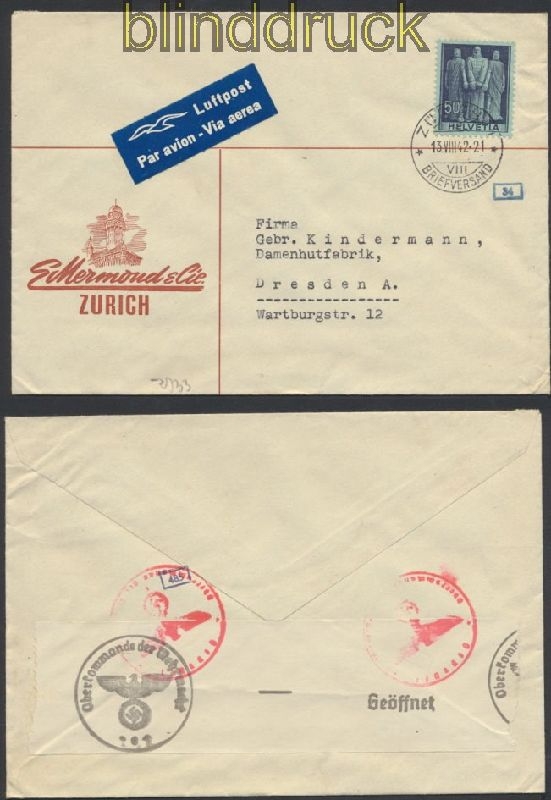 blinddruck
Luftpost
Par avion - Via aerea
50
HELVETIA
13.VIII.42-21
VIII
BRIEFVERSAND
34
Firma
Gebr. Kindermann,
Damenhutfabrik,
Dresden A.
Wartburgstr. 12
S. Mermoud & Cie.
ZURICH
Oberkommando der Wehrmacht
Geöffnet
Oberkomm